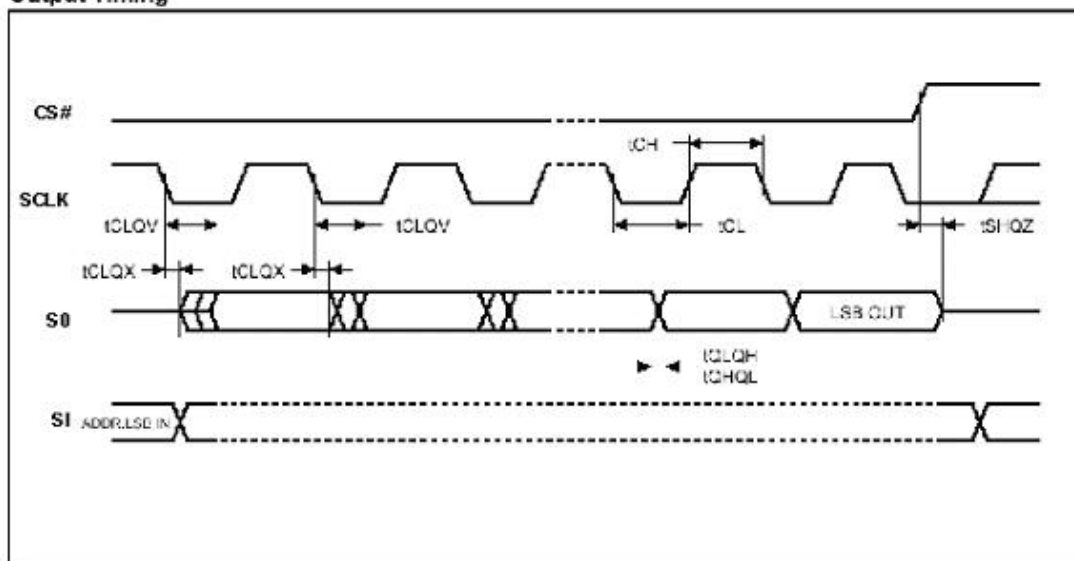 Output Timing
CS#
tCH
SCLK
tCLQV
tCLQV
tCL
tSHQZ
tCLQX
tCLQX
SO
LSB OUT
tQLQH
tQHQL
SI
ADDR.LSB IN